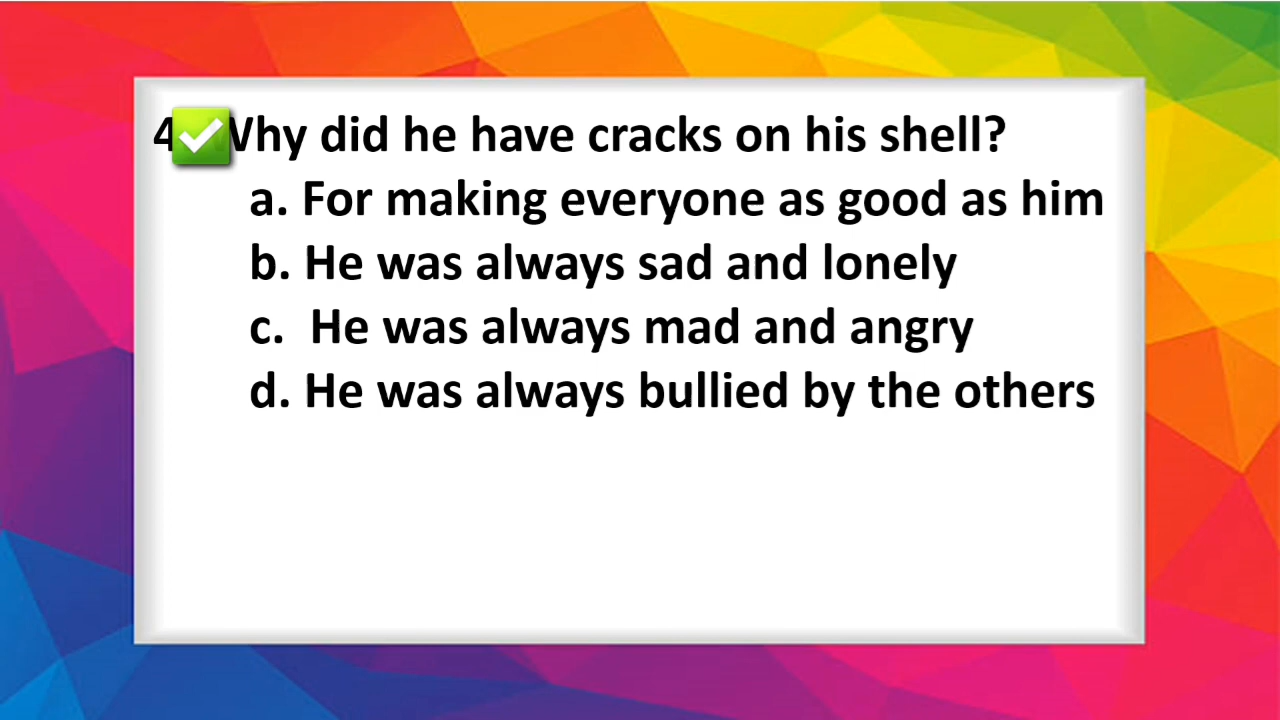 4. Why did he have cracks on his shell?
a. For making everyone as good as him
b. He was always sad and lonely
c. He was always mad and angry
d. He was always bullied by the others